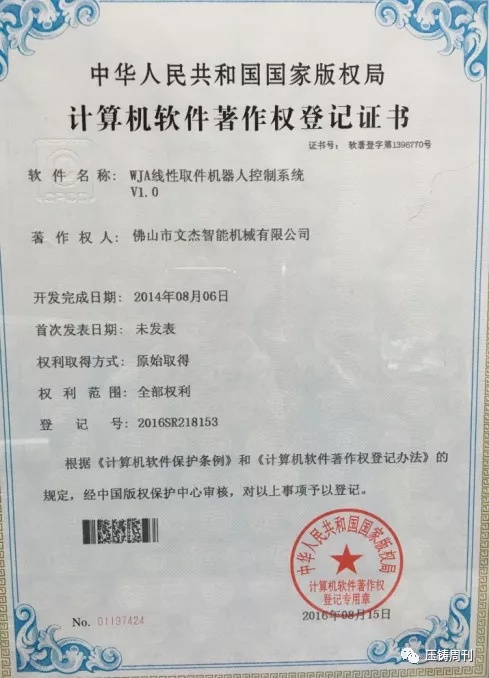 中华人民共和国国家版权局
计算机软件著作权登记证书
证书号： 软著登字第1396770号
软件名称： WJA线性取件机器人控制系统
V1.0
著作权人： 佛山市文杰智能机械有限公司
开发完成日期： 2014年08月06日
首次发表日期： 未发表
权利取得方式： 原始取得
权利范围： 全部权利
登记号： 2016SR218153
根据《计算机软件保护条例》和《计算机软件著作权登记办法》的
规定，经中国版权保护中心审核，对以上事项予以登记。
中华人民共和国国家版权局
计算机软件著作权
登记专用章
2016年08月15日
No. 01197424
压铸周刊